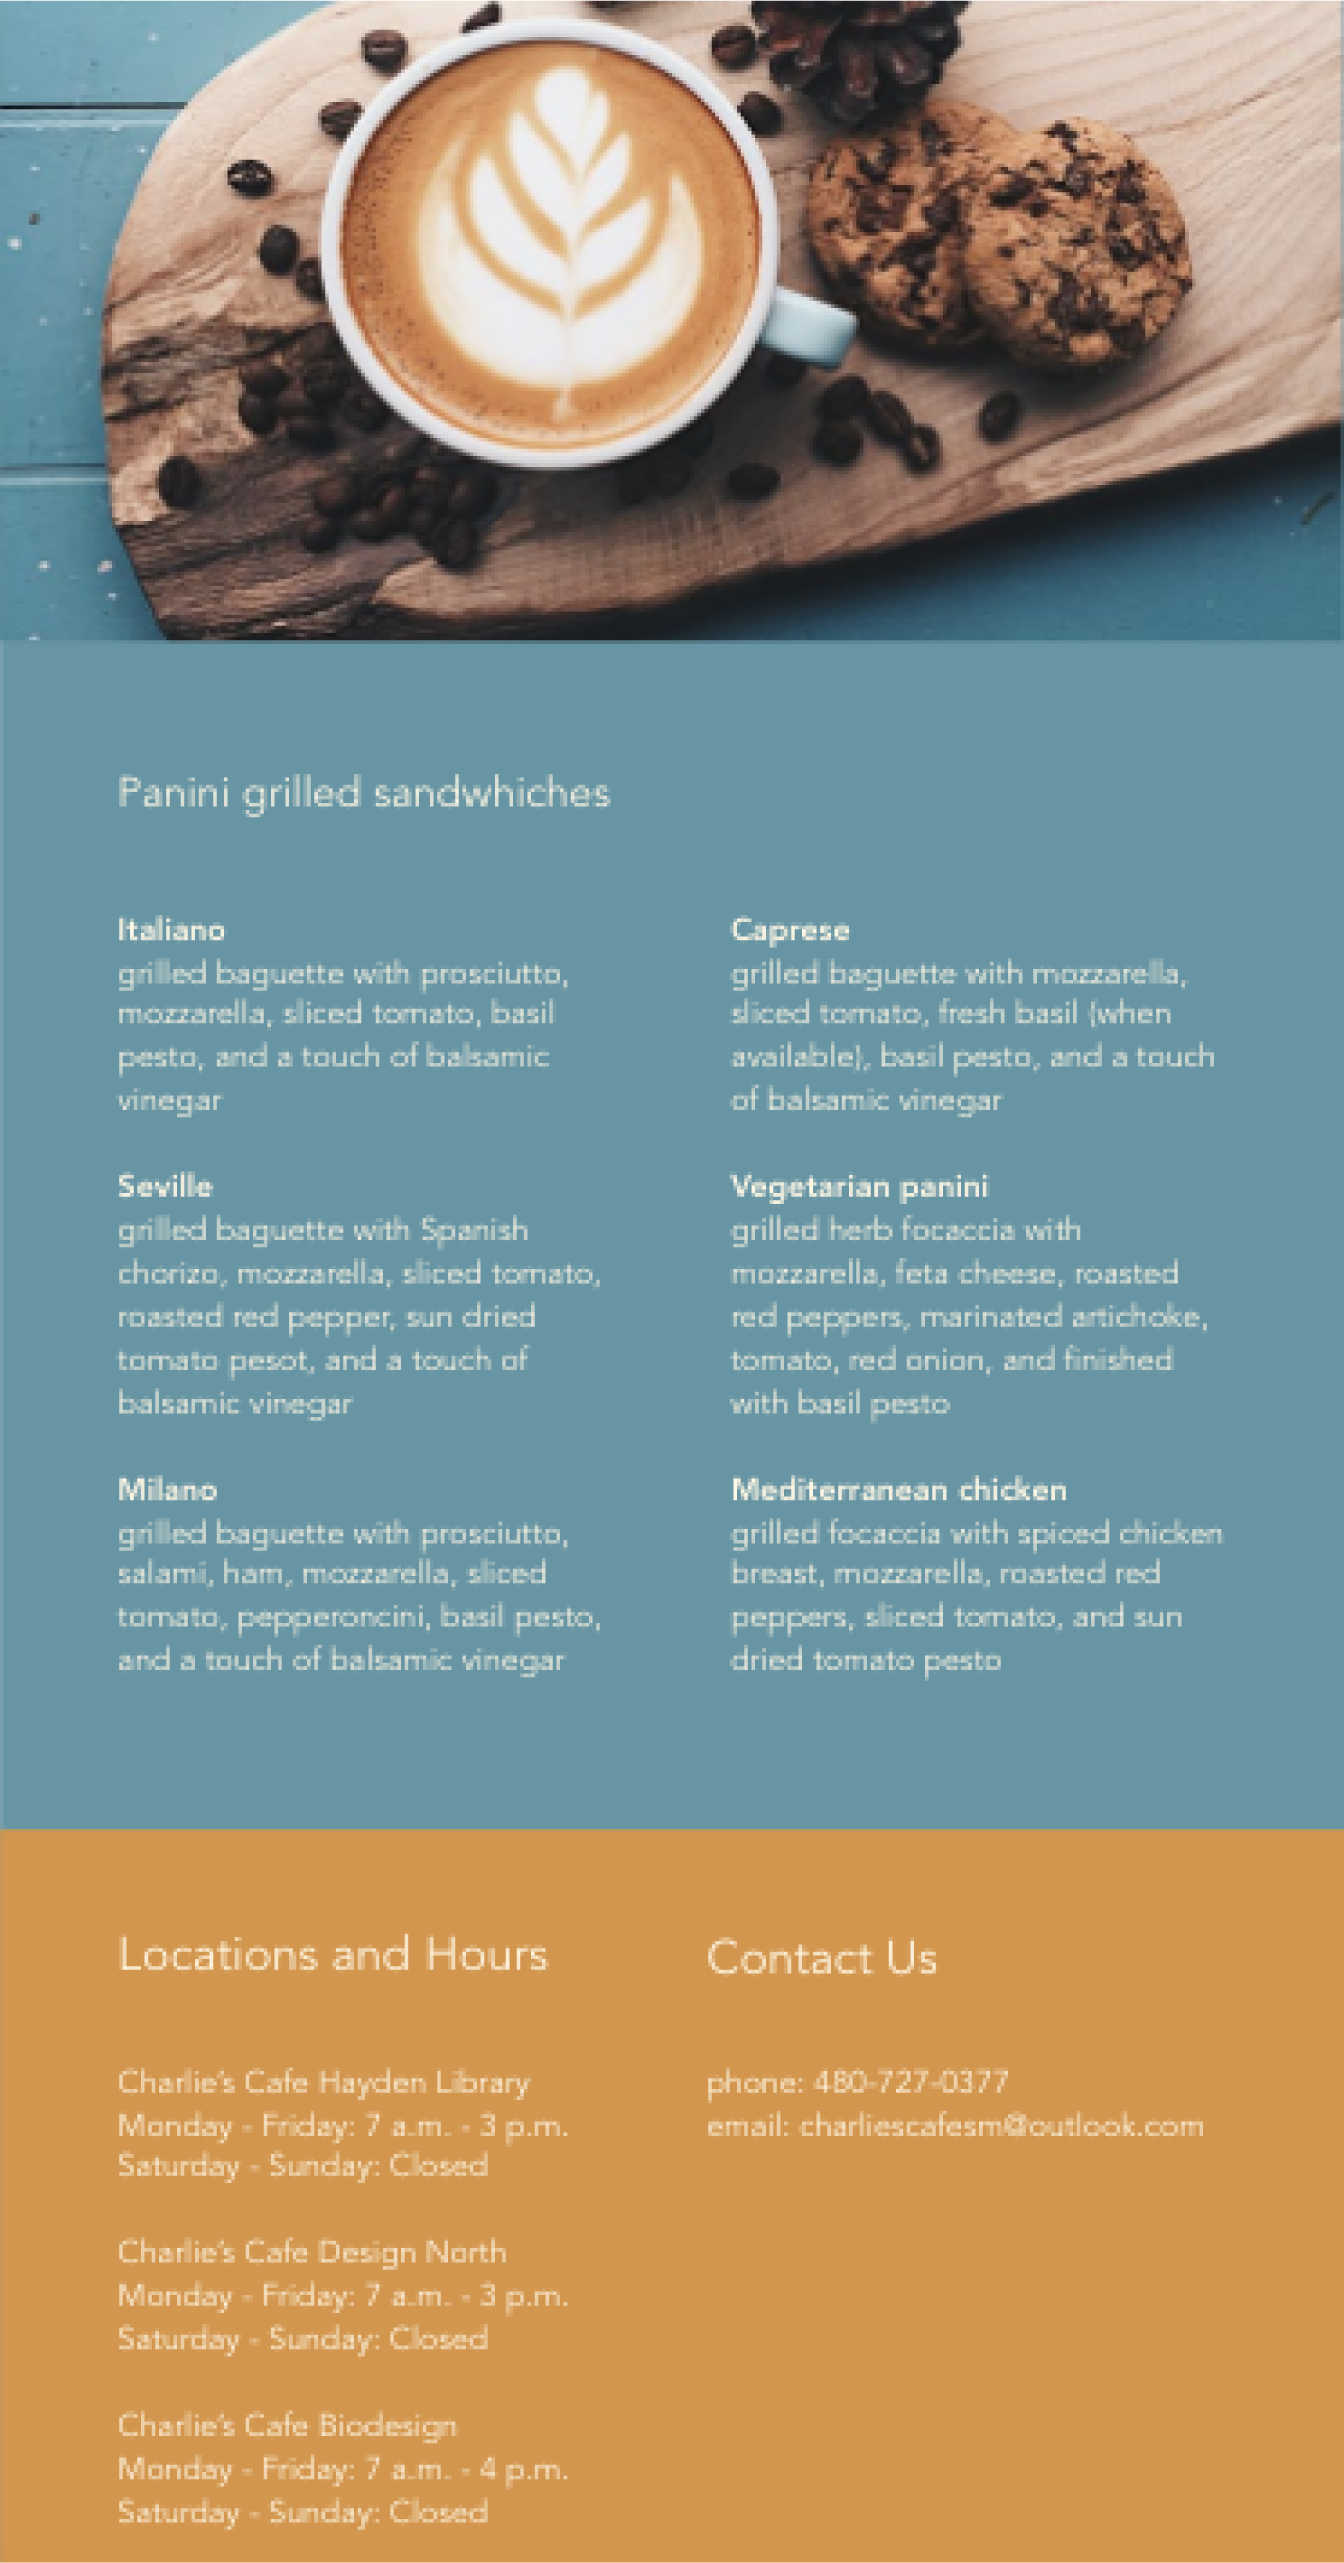 Panini grilled sandwhiches
Italiano
grilled baguette with prosciutto,
mozzarella, sliced tomato, basil
pesto, and a touch of balsamic
vinegar
Seville
grilled baguette with Spanish
chorizo, mozzarella, sliced tomato,
roasted red pepper, sun dried
tomato pesot, and a touch of
balsamic vinegar
Milano
grilled baguette with prosciutto,
salami, ham, mozzarella, sliced
tomato, pepperoncini, basil pesto,
and a touch of balsamic vinegar
Caprese
grilled baguette with mozzarella,
sliced tomato, fresh basil (when
available), basil pesto, and a touch
of balsamic vinegar
Vegetarian panini
grilled herb focaccia with
mozzarella, feta cheese, roasted
red peppers, marinated artichoke,
tomato, red onion, and finished
with basil pesto
Mediterranean chicken
grilled focaccia with spiced chicken
breast, mozzarella, roasted red
peppers, sliced tomato, and sun
dried tomato pesto
Locations and Hours
Charlie's Cafe Hayden Library
Monday - Friday: 7 a.m. - 3 p.m.
Saturday - Sunday: Closed
Charlie's Cafe Design North
Monday - Friday: 7 a.m. - 3 p.m.
Saturday - Sunday: Closed
Charlie's Cafe Biodesign
Monday - Friday: 7 a.m. - 4 p.m.
Saturday - Sunday: Closed
Contact Us
phone: 480-727-0377
email: charliescafesm@outlook.com